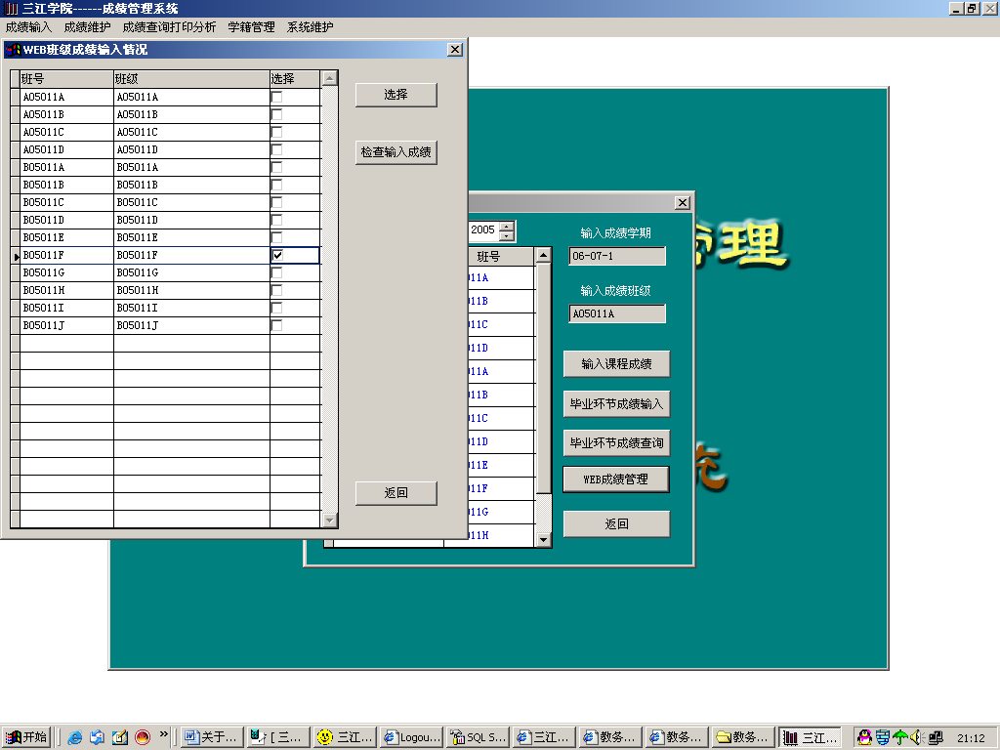 三江学院------成绩管理系统
成绩输入 成绩维护 成绩查询打印分析 学籍管理 系统维护
WEB班级成绩输入情况
班号 班级 选择
A05011A A05011A
A05011B A05011B
A05011C A05011C
A05011D A05011D
B05011A B05011A
B05011B B05011B
B05011C B05011C
B05011D B05011D
B05011E B05011E
B05011F B05011F
B05011G B05011G
B05011H B05011H
B05011I B05011I
B05011J B05011J
选择
检查输入成绩
返回
2005
班号
011A
011B
011C
011D
011A
011B
011C
011D
011E
011F
011G
011H
输入成绩学期
06-07-1
输入成绩班级
A05011A
输入课程成绩
毕业环节成绩输入
毕业环节成绩查询
WEB成绩管理
返回
管理
统
开始 关于... [ 三... 三江... Logou... SQL S... 三江... 教务... 教务... 教务... 三江... 21:12